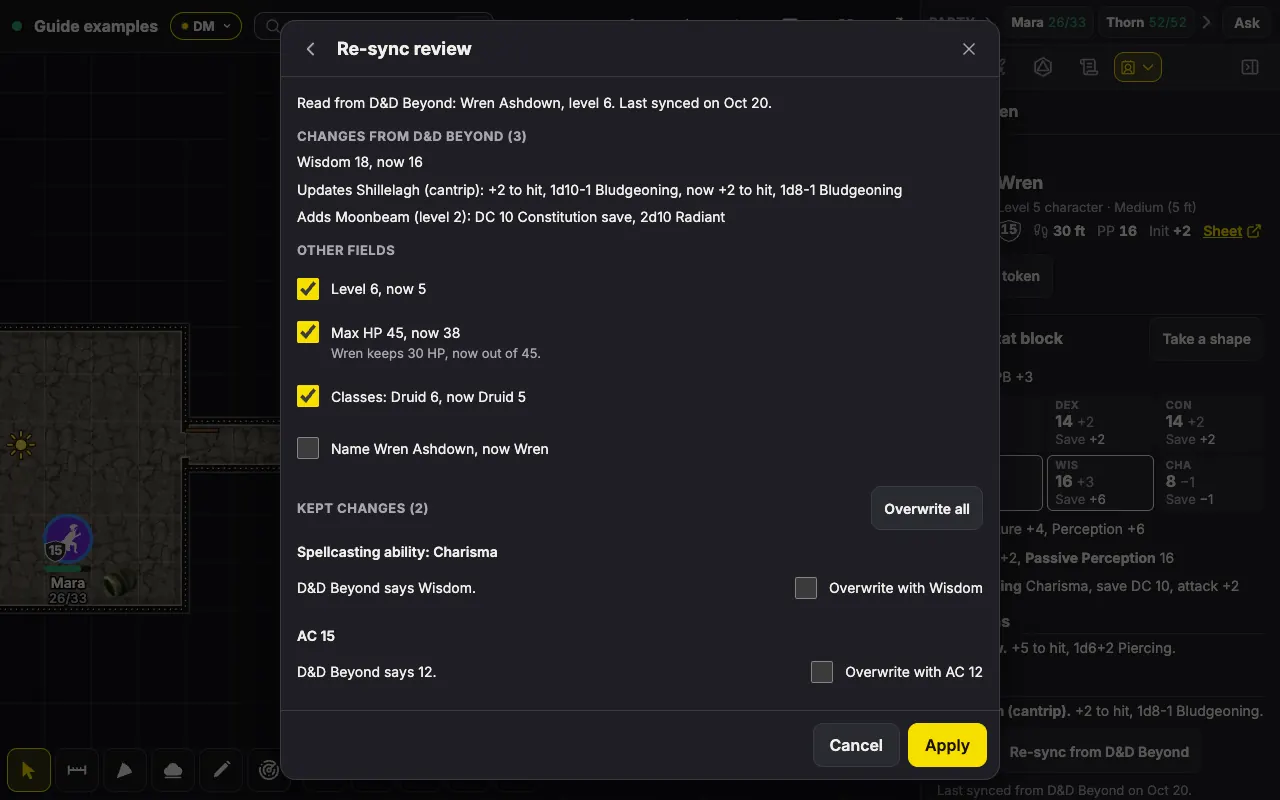 Guide examples
DM
Mara 26/33
Thorn 52/52
Ask
Re-sync review
Read from D&D Beyond: Wren Ashdown, level 6. Last synced on Oct 20.
CHANGES FROM D&D BEYOND (3)
Wisdom 18, now 16
Updates Shillelagh (cantrip): +2 to hit, 1d10-1 Bludgeoning, now +2 to hit, 1d8-1 Bludgeoning
Adds Moonbeam (level 2): DC 10 Constitution save, 2d10 Radiant
OTHER FIELDS
Level 6, now 5
Max HP 45, now 38
Wren keeps 30 HP, now out of 45.
Classes: Druid 6, now Druid 5
Name Wren Ashdown, now Wren
KEPT CHANGES (2)
Overwrite all
Spellcasting ability: Charisma
D&D Beyond says Wisdom.
Overwrite with Wisdom
AC 15
D&D Beyond says 12.
Overwrite with AC 12
Cancel
Apply
Wren
Level 5 character · Medium (5 ft)
15
30 ft
PP 16
Init +2
Sheet
token
block
Take a shape
PB +3
DEX
14 +2
Save +2
CON
14 +2
Save +2
WIS
16 +3
Save +6
CHA
8 −1
Save −1
+4, Perception +6
+2, Passive Perception 16
Charisma, save DC 10, attack +2
+5 to hit, 1d6+2 Piercing.
(cantrip). +2 to hit, 1d8-1 Bludgeoning.
Re-sync from D&D Beyond
Last synced from D&D Beyond on Oct 20.
15
Mara
26/33